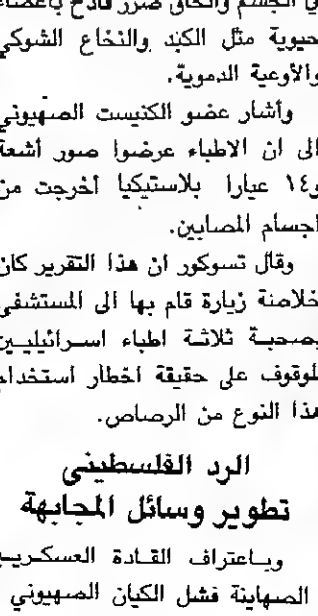 في الجسم والحاق ضرر فادح بأعضاء
حيوية مثل الكبد والنخاع الشوكي
والأوعية الدموية.
وأشار عضو الكنيست الصهيوني
الى ان الاطباء عرضوا صور أشعة
و١٤ عيارا بلاستيكيا أخرجت من
اجسام المصابين.
وقال تسوكور ان هذا التقرير كان
خلاصة زيارة قام بها الى المستشفى
بصحبة ثلاثة اطباء اسرائيليين
للوقوف على حقيقة اخطار استخدام
هذا النوع من الرصاص.
الرد الفلسطيني
تطوير وسائل المجابهة
وباعتراف القادة العسكريين
الصهاينة فشل الكيان الصهيوني